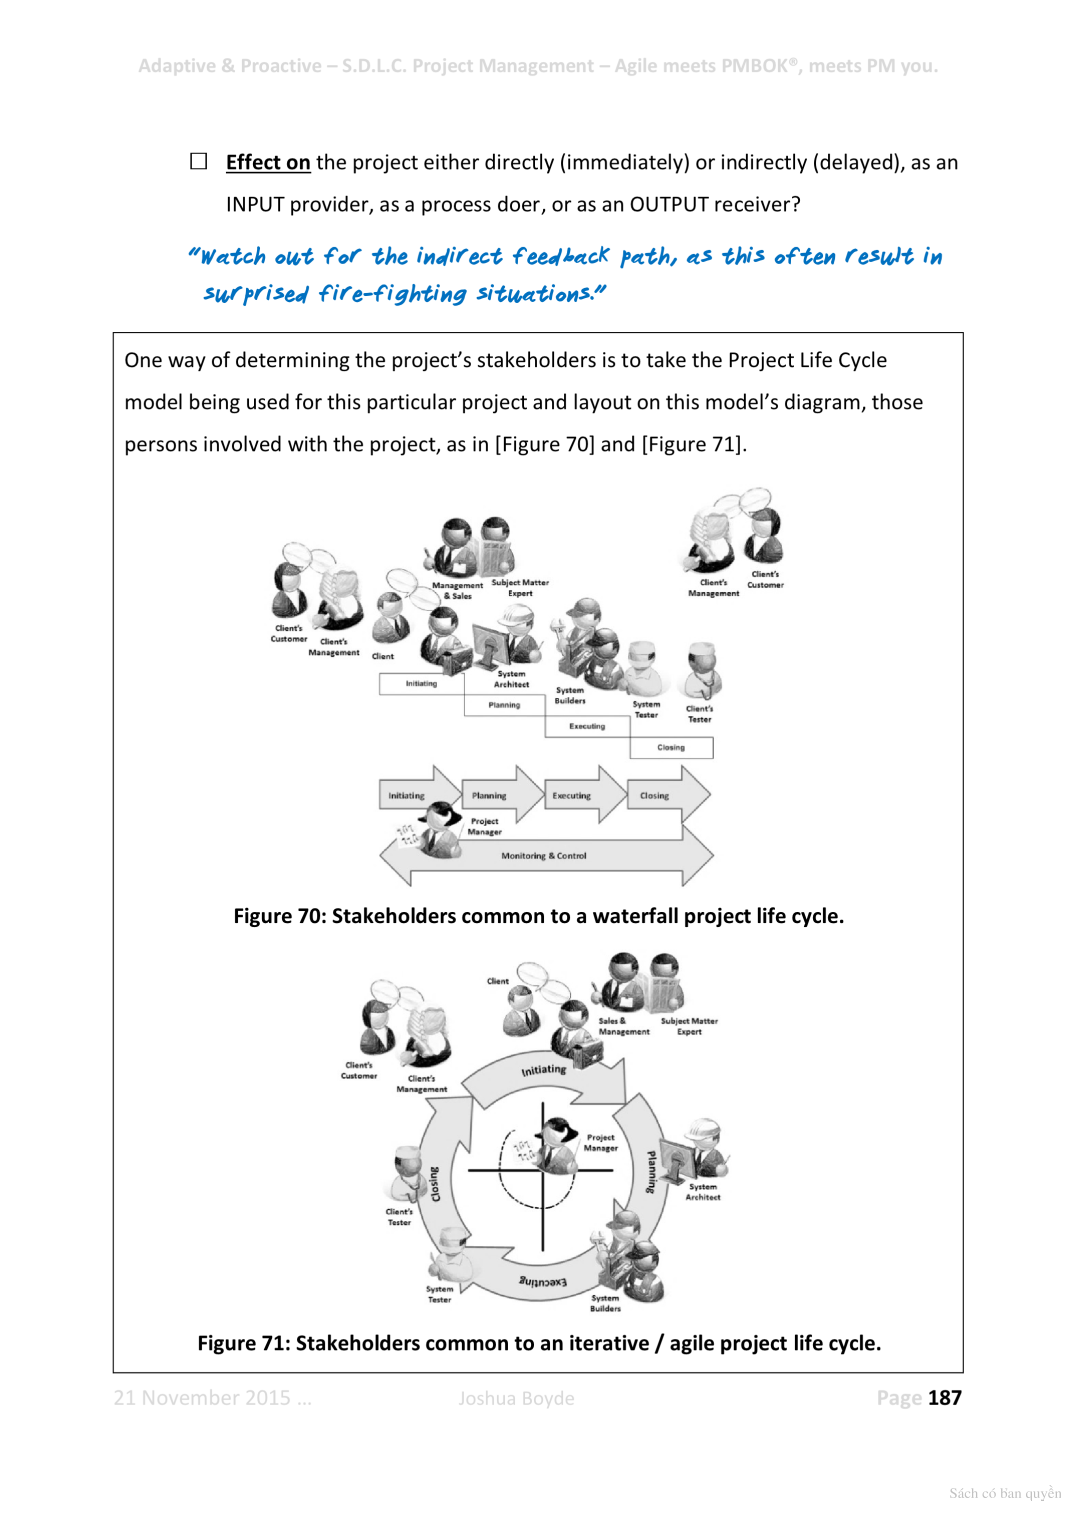 Adaptive & Proactive – S.D.L.C. Project Management – Agile meets PMBOK®, meets PM you.
☐ Effect on the project either directly (immediately) or indirectly (delayed), as an
INPUT provider, as a process doer, or as an OUTPUT receiver?
"Watch out for the indirect feedback path, as this often result in
surprised fire-fighting situations."
One way of determining the project's stakeholders is to take the Project Life Cycle
model being used for this particular project and layout on this model's diagram, those
persons involved with the project, as in [Figure 70] and [Figure 71].
Client's
Customer
Client's
Management
Client
Management
& Sales
Subject Matter
Expert
Client's
Management
Client's
Customer
System
Architect
System
Builders
System
Tester
Client's
Tester
Initiating
Planning
Executing
Closing
Initiating
Planning
Executing
Closing
Project
Manager
Monitoring & Control
Figure 70: Stakeholders common to a waterfall project life cycle.
Client
Sales &
Management
Subject Matter
Expert
Client's
Customer
Client's
Management
Initiating
Project
Manager
Planning
System
Architect
Closing
Client's
Tester
Executing
System
Tester
System
Builders
Figure 71: Stakeholders common to an iterative / agile project life cycle.
21 November 2015 ... Joshua Boyde Page 187
Sách có bản quyền